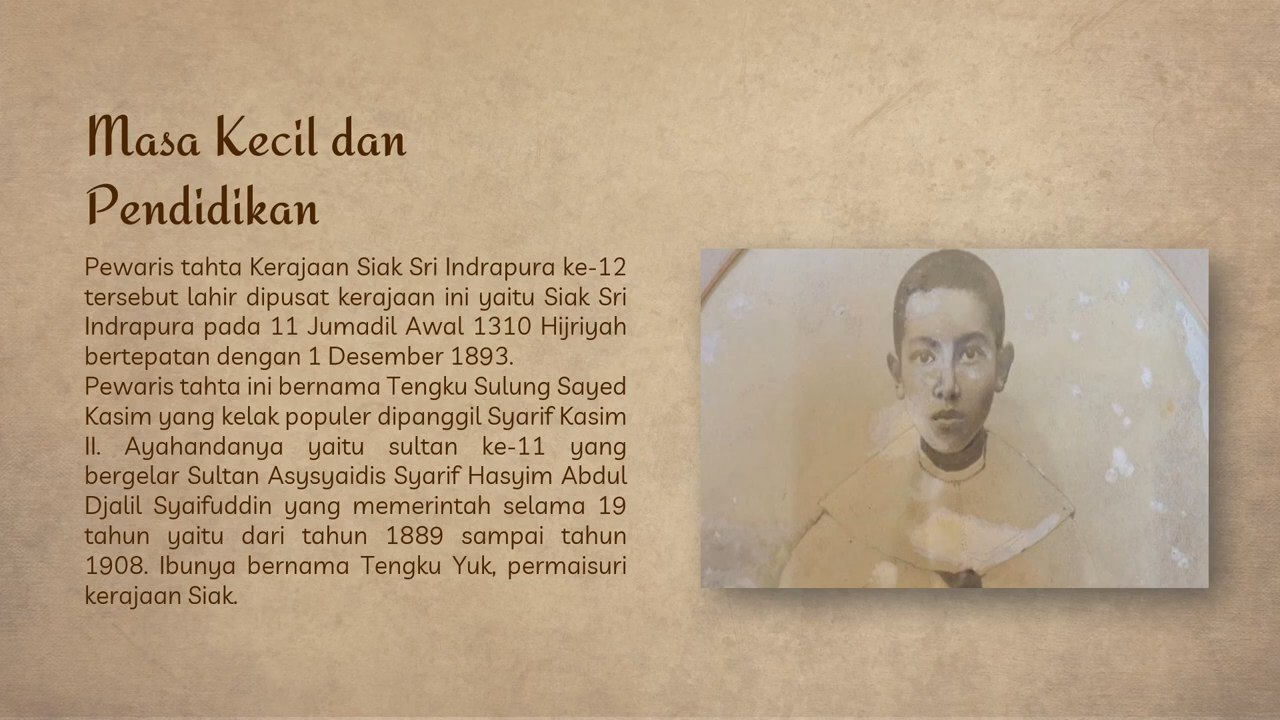 Masa Kecil dan
Pendidikan
Pewaris tahta Kerajaan Siak Sri Indrapura ke-12
tersebut lahir dipusat kerajaan ini yaitu Siak Sri
Indrapura pada 11 Jumadil Awal 1310 Hijriyah
bertepatan dengan 1 Desember 1893.
Pewaris tahta ini bernama Tengku Sulung Sayed
Kasim yang kelak populer dipanggil Syarif Kasim
II. Ayahandanya yaitu sultan ke-11 yang
bergelar Sultan Asysyaidis Syarif Hasyim Abdul
Djalil Syaifuddin yang memerintah selama 19
tahun yaitu dari tahun 1889 sampai tahun
1908. Ibunya bernama Tengku Yuk, permaisuri
kerajaan Siak.